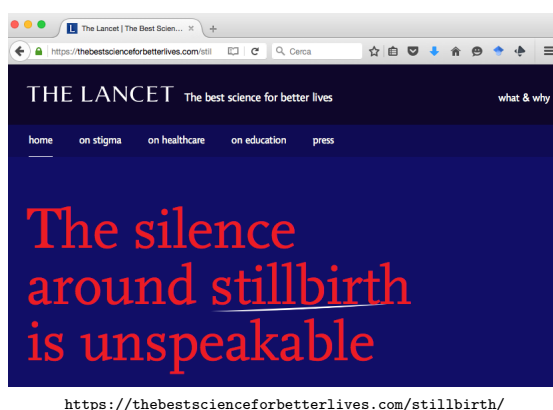 The Lancet | The Best Scien...
https://thebestscienceforbetterlives.com/stil
Cerca
THE LANCET The best science for better lives
what & why
home on stigma on healthcare on education press
The silence
around stillbirth
is unspeakable
https://thebestscienceforbetterlives.com/stillbirth/